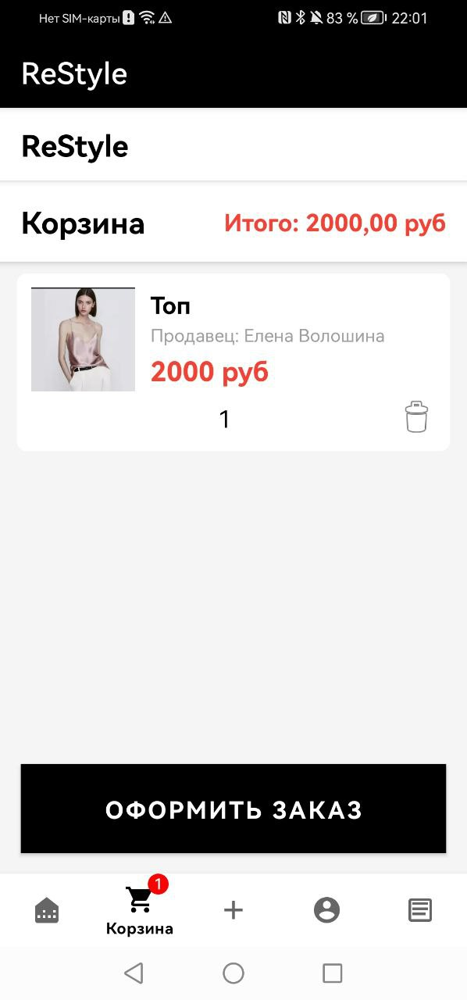 Нет SIM-карты 83 % 22:01
ReStyle
ReStyle
Корзина Итого: 2000,00 руб
Топ
Продавец: Елена Волошина
2000 руб
1
ОФОРМИТЬ ЗАКАЗ
1
Корзина